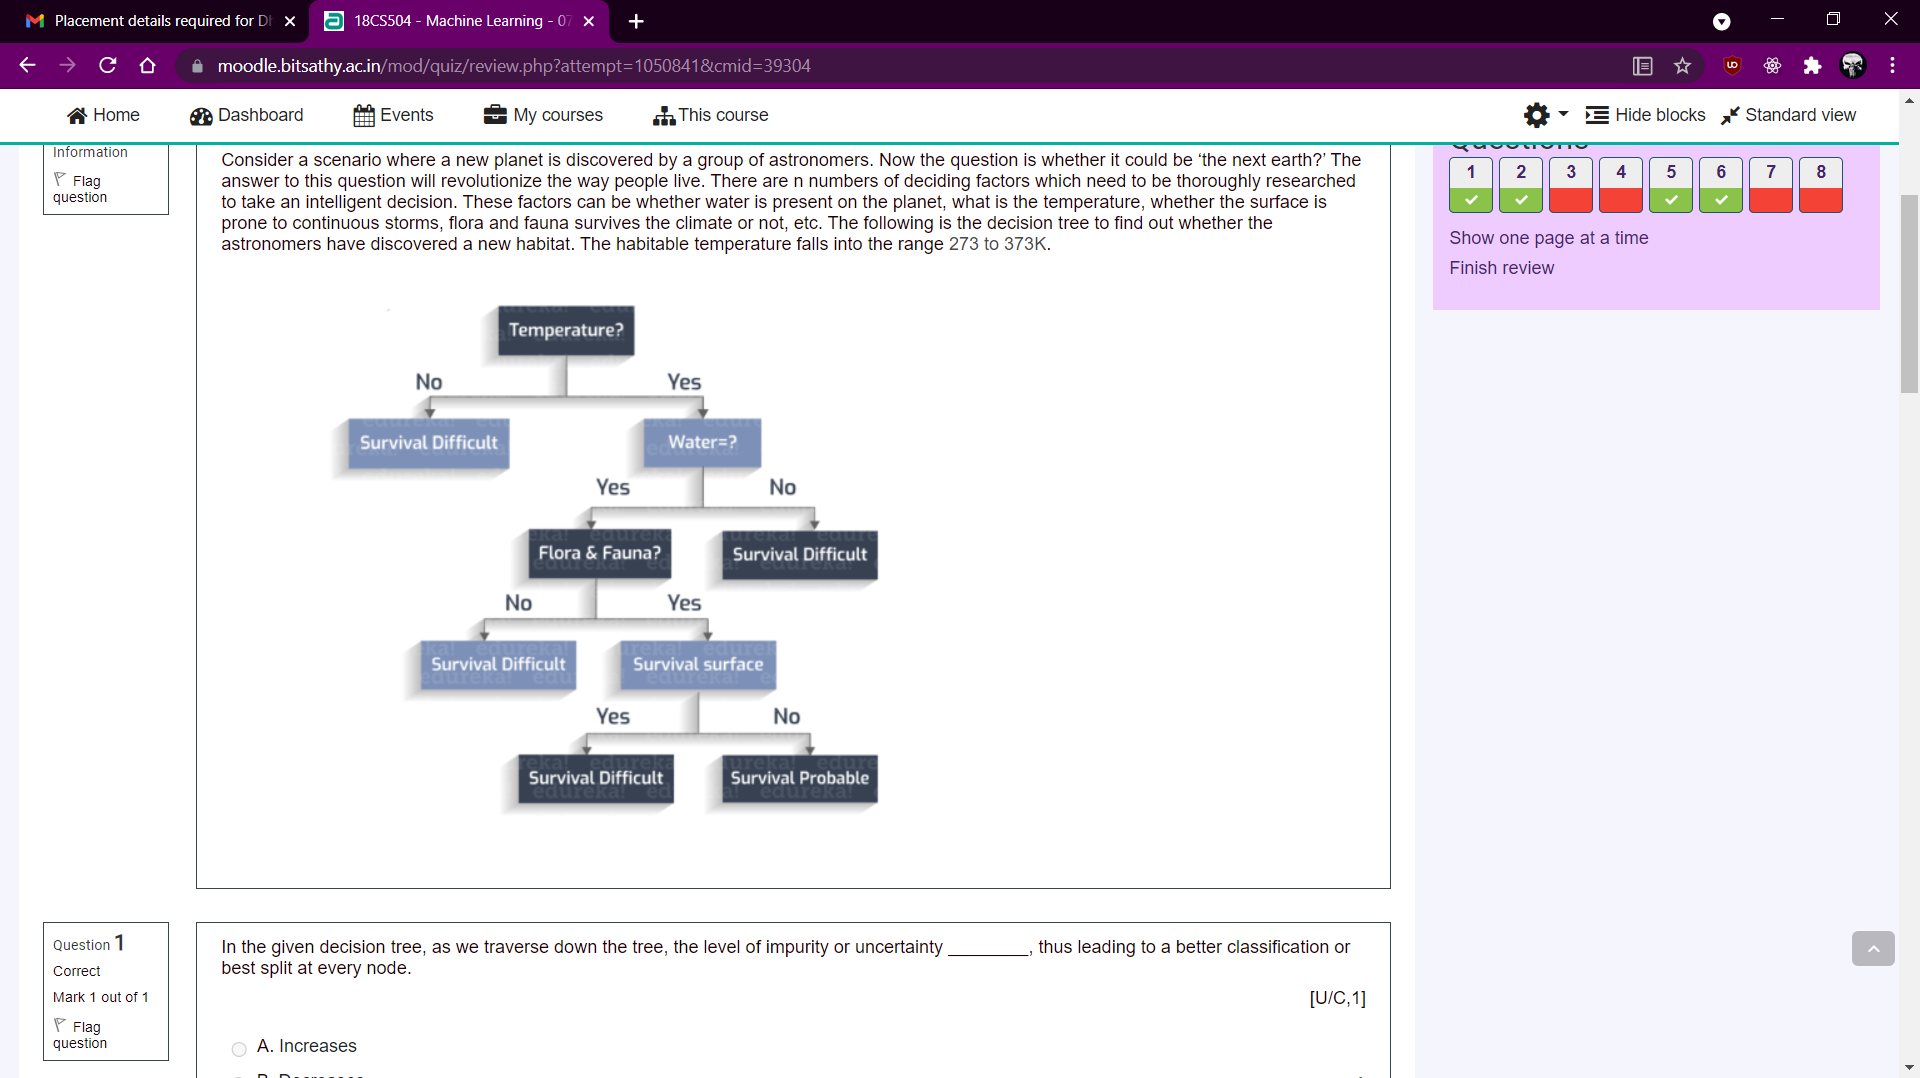 Placement details required for D
18CS504 - Machine Learning - 07
moodle.bitsathy.ac.in/mod/quiz/review.php?attempt=1050841&cmid=39304
Home
Dashboard
Events
My courses
This course
Hide blocks
Standard view
Information
Flag
question
Consider a scenario where a new planet is discovered by a group of astronomers. Now the question is whether it could be ‘the next earth?’ The
answer to this question will revolutionize the way people live. There are n numbers of deciding factors which need to be thoroughly researched
to take an intelligent decision. These factors can be whether water is present on the planet, what is the temperature, whether the surface is
prone to continuous storms, flora and fauna survives the climate or not, etc. The following is the decision tree to find out whether the
astronomers have discovered a new habitat. The habitable temperature falls into the range 273 to 373K.
Temperature?
No Yes
Survival Difficult
Water=?
Yes No
Flora & Fauna?
Survival Difficult
No Yes
Survival Difficult
Survival surface
Yes No
Survival Difficult
Survival Probable
Questions
1 2 3 4 5 6 7 8
Show one page at a time
Finish review
Question 1
Correct
Mark 1 out of 1
Flag
question
In the given decision tree, as we traverse down the tree, the level of impurity or uncertainty ________, thus leading to a better classification or
best split at every node.
[U/C,1]
A. Increases
B. Decreases